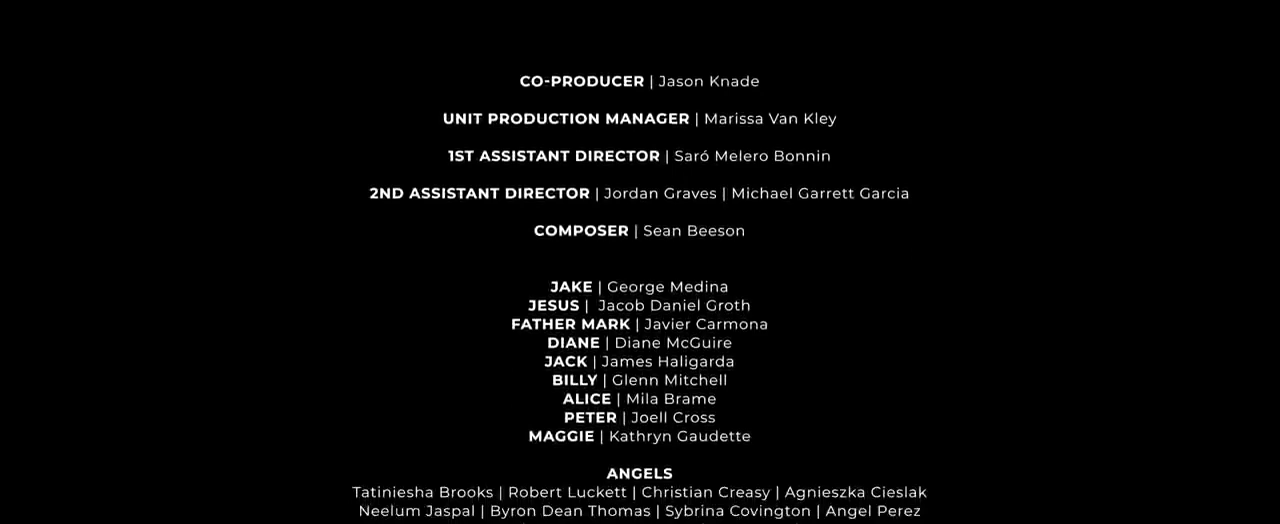 CO-PRODUCER | Jason Knade
UNIT PRODUCTION MANAGER | Marissa Van Kley
1ST ASSISTANT DIRECTOR | Saró Melero Bonnin
2ND ASSISTANT DIRECTOR | Jordan Graves | Michael Garrett Garcia
COMPOSER | Sean Beeson
JAKE | George Medina
JESUS | Jacob Daniel Groth
FATHER MARK | Javier Carmona
DIANE | Diane McGuire
JACK | James Haligarda
BILLY | Glenn Mitchell
ALICE | Mila Brame
PETER | Joell Cross
MAGGIE | Kathryn Gaudette
ANGELS
Tatiniesha Brooks | Robert Luckett | Christian Creasy | Agnieszka Cieslak
Neelum Jaspal | Byron Dean Thomas | Sybrina Covington | Angel Perez